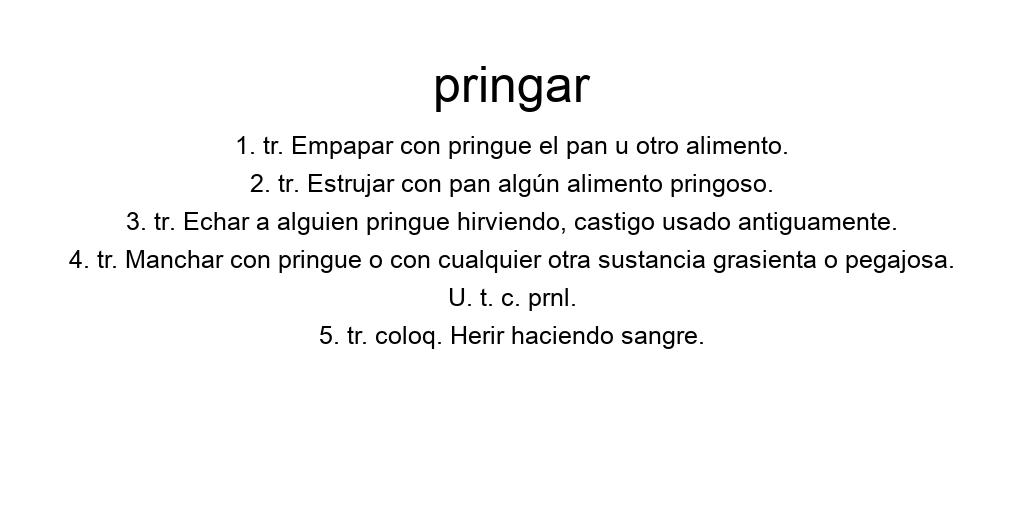 pringar
1. tr. Empapar con pringue el pan u otro alimento.
2. tr. Estrujar con pan algún alimento pringoso.
3. tr. Echar a alguien pringue hirviendo, castigo usado antiguamente.
4. tr. Manchar con pringue o con cualquier otra sustancia grasienta o pegajosa.
U. t. c. prnl.
5. tr. coloq. Herir haciendo sangre.